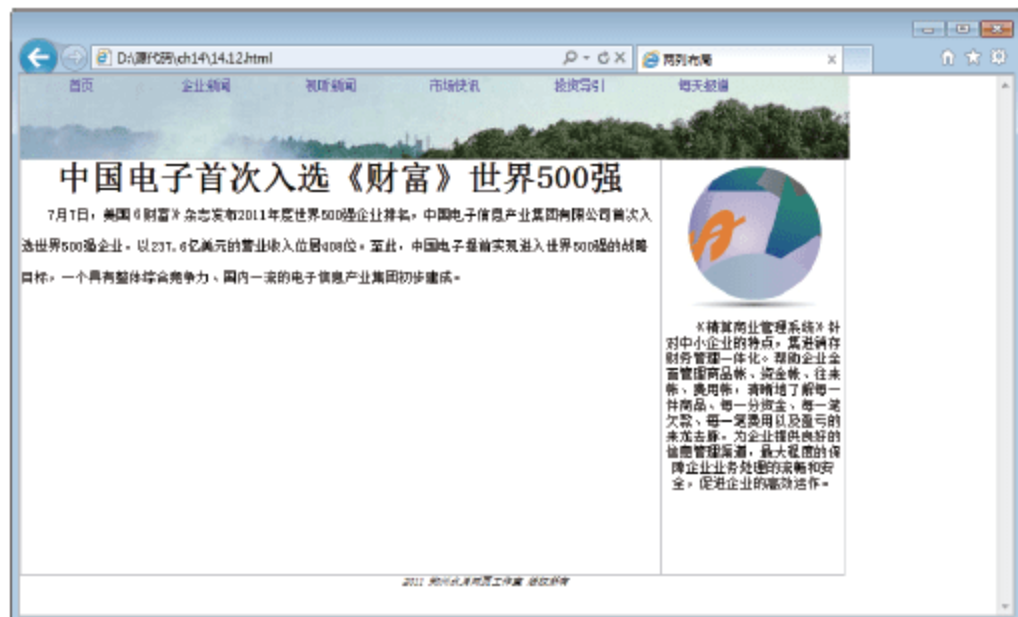 D:\源代码\ch14\14.12.html
两列布局
首页 企业新闻 视听新闻 市场快讯 投资导引 每天报道
中国电子首次入选《财富》世界500强
7月7日，美国《财富》杂志发布2011年度世界500强企业排名，中国电子信息产业集团有限公司首次入
选世界500强企业，以237.6亿美元的营业收入位居408位。至此，中国电子提前实现进入世界500强的战略
目标，一个具有整体综合竞争力、国内一流的电子信息产业集团初步建成。
《精算商业管理系统》针
对中小企业的特点，集进销存
财务管理一体化。帮助企业全
面管理商品帐、资金帐、往来
帐、费用帐，清晰地了解每一
件商品、每一分资金、每一笔
欠款、每一笔费用以及盈亏的
来龙去脉。为企业提供良好的
信息管理渠道，最大程度的保
障企业业务处理的流畅和安
全，促进企业的高效运作。
2011 郑州 月网页工作室 版权所有